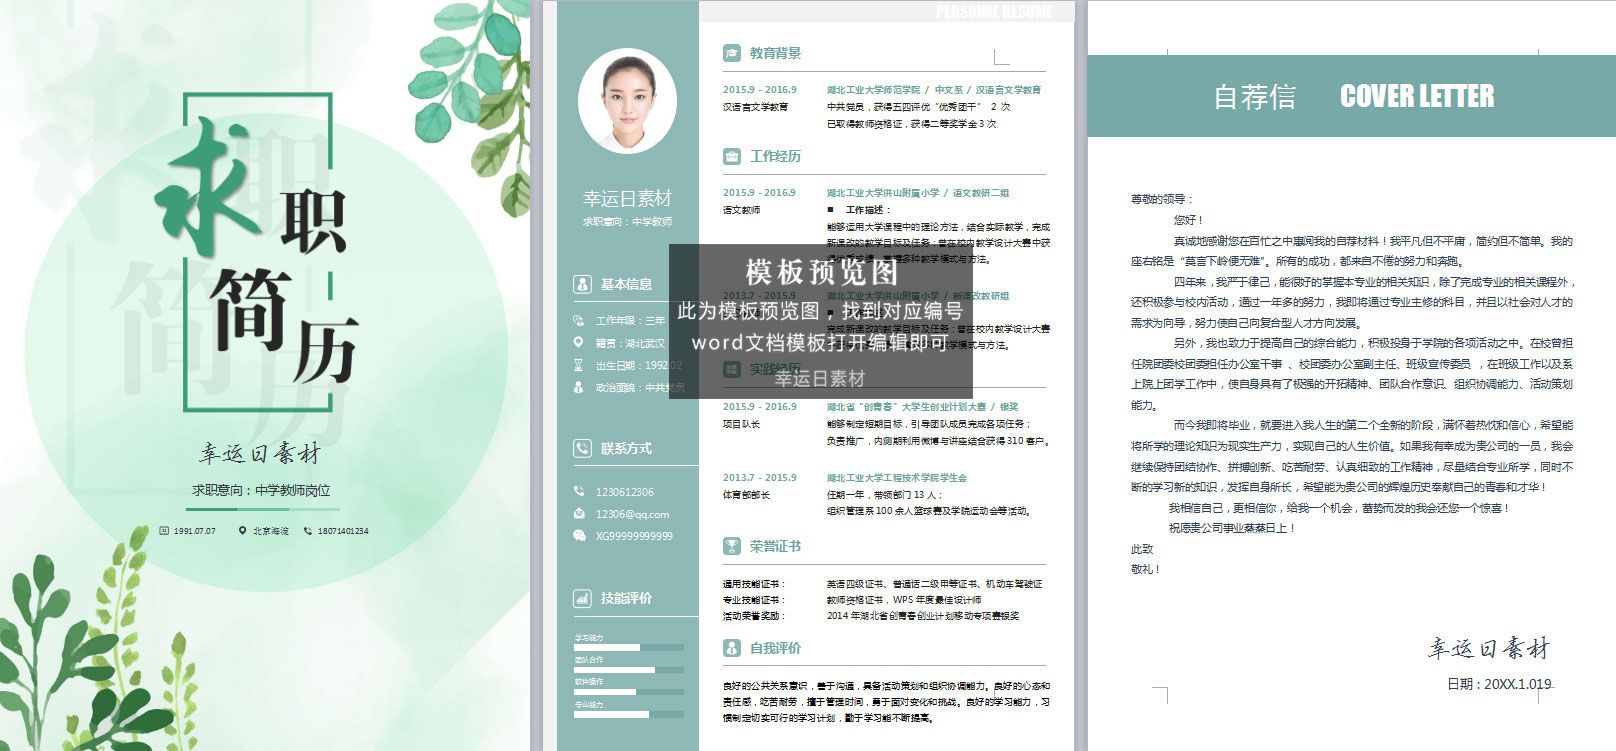 求职简历
幸运日素材
求职意向：中学教师岗位
1991.07.07 北京海淀 18071401234
幸运日素材
求职意向：中学教师
基本信息
工作年限：三年
籍贯：湖北武汉
出生日期：1992.02
政治面貌：中共党员
联系方式
1230612306
12306@qq.com
XG99999999999
技能评价
学习能力
团队合作
软件操作
专业能力
PERSONAL RESUME
教育背景
2015.9 - 2016.9 湖北工业大学师范学院 / 中文系 / 汉语言文学教育
汉语言文学教育 中共党员，获得五四评优“优秀团干” 2 次
已取得教师资格证，获得二等奖学金 3 次
工作经历
2015.9 - 2016.9 湖北工业大学洪山附属小学 / 语文教研二组
语文教师 ■ 工作描述：
能够运用大学课程中的理论方法，结合实际教学，完成
新课改的教学目标及任务；曾在校内教学设计大赛中获
得优秀成绩，掌握多种教学模式与方法。
2013.7 - 2015.9 湖北工业大学洪山附属小学 / 新课改教研组
完成新课改的教学目标及任务；曾在校内教学设计大赛
教学模式与方法。
模板预览图
此为模板预览图，找到对应编号
word文档模板打开编辑即可
幸运日素材
实践经历
2015.9 - 2016.9 湖北省“创青春”大学生创业计划大赛 / 银奖
项目队长 能够制定短期目标，引导团队成员完成各项任务；
负责推广，内测期利用微博与讲座结合获得 310 客户。
2013.7 - 2015.9 湖北工业大学工程技术学院学生会
体育部部长 任期一年，带领部门 13 人；
组织管理系 100 余人篮球赛及学院运动会等活动。
荣誉证书
通用技能证书： 英语四级证书、普通话二级甲等证书、机动车驾驶证
专业技能证书： 教师资格证书，WPS 年度最佳设计师
活动荣誉奖励： 2014 年湖北省创青春创业计划移动专项赛银奖
自我评价
良好的公共关系意识，善于沟通，具备活动策划和组织协调能力。良好的心态和
责任感，吃苦耐劳，擅于管理时间，勇于面对变化和挑战。良好的学习能力，习
惯制定切实可行的学习计划，勤于学习能不断提高。
自荐信 COVER LETTER
尊敬的领导：
您好！
真诚地感谢您在百忙之中惠阅我的自荐材料！我平凡但不平庸，简约但不简单。我的
座右铭是“莫言下岭便无难”。所有的成功，都来自不倦的努力和奔跑。
四年来，我严于律己，能很好的掌握本专业的相关知识，除了完成专业的相关课程外，
还积极参与校内活动，通过一年多的努力，我即将通过专业主修的科目，并且以社会对人才的
需求为向导，努力使自己向复合型人才方向发展。
另外，我也致力于提高自己的综合能力，积极投身于学院的各项活动之中。在校曾担
任院团委校团委担任办公室干事 、校团委办公室副主任、班级宣传委员 ，在班级工作以及系
上院上团学工作中，使自身具有了极强的开拓精神、团队合作意识、组织协调能力、活动策划
能力。
而今我即将毕业，就要进入我人生的第二个全新的阶段，满怀着热忱和信心，希望能
将所学的理论知识为现实生产力，实现自己的人生价值。如果我有幸成为贵公司的一员，我会
继续保持团结协作、拼搏创新、吃苦耐劳、认真细致的工作精神，尽量结合专业所学，同时不
断的学习新的知识，发挥自身所长，希望能为贵公司的辉煌历史奉献自己的青春和才华！
我相信自己，更相信你，给我一个机会，蓄势而发的我会还您一个惊喜！
祝愿贵公司事业蒸蒸日上！
此致
敬礼！
幸运日素材
日期：20XX.1.019